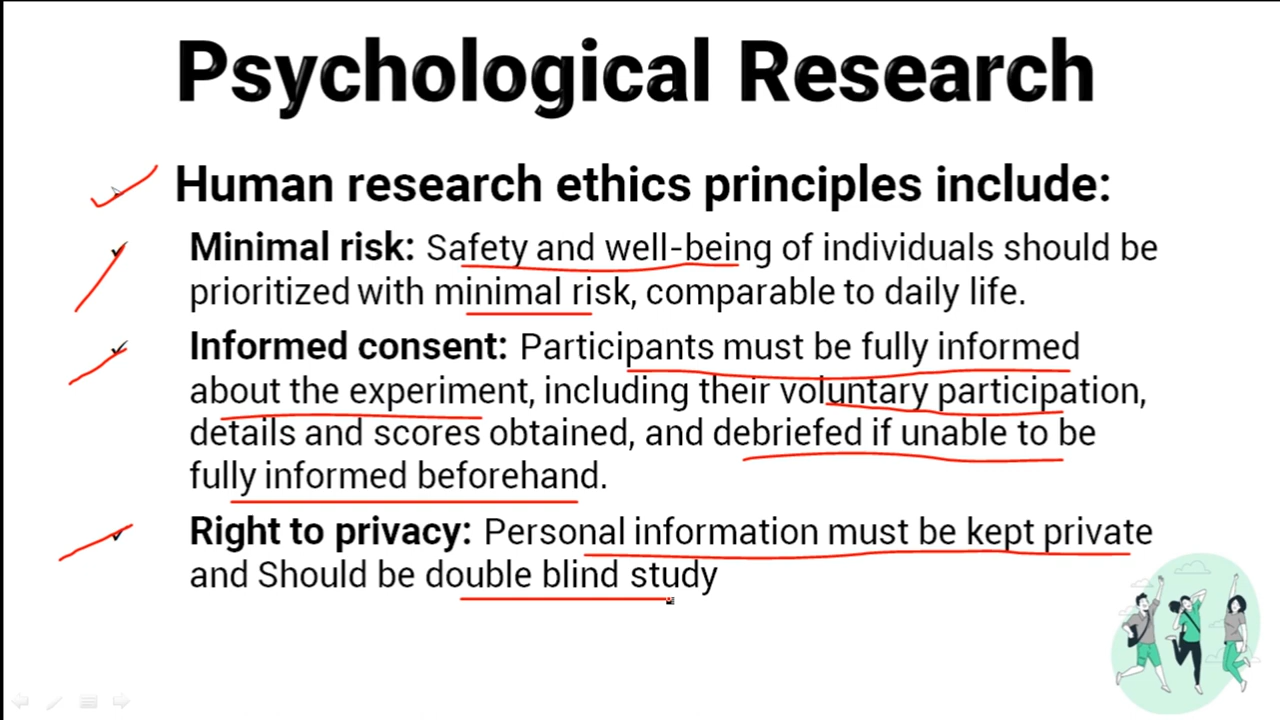 Psychological Research
Human research ethics principles include:
Minimal risk: Safety and well-being of individuals should be
prioritized with minimal risk, comparable to daily life.
Informed consent: Participants must be fully informed
about the experiment, including their voluntary participation,
details and scores obtained, and debriefed if unable to be
fully informed beforehand.
Right to privacy: Personal information must be kept private
and Should be double blind study